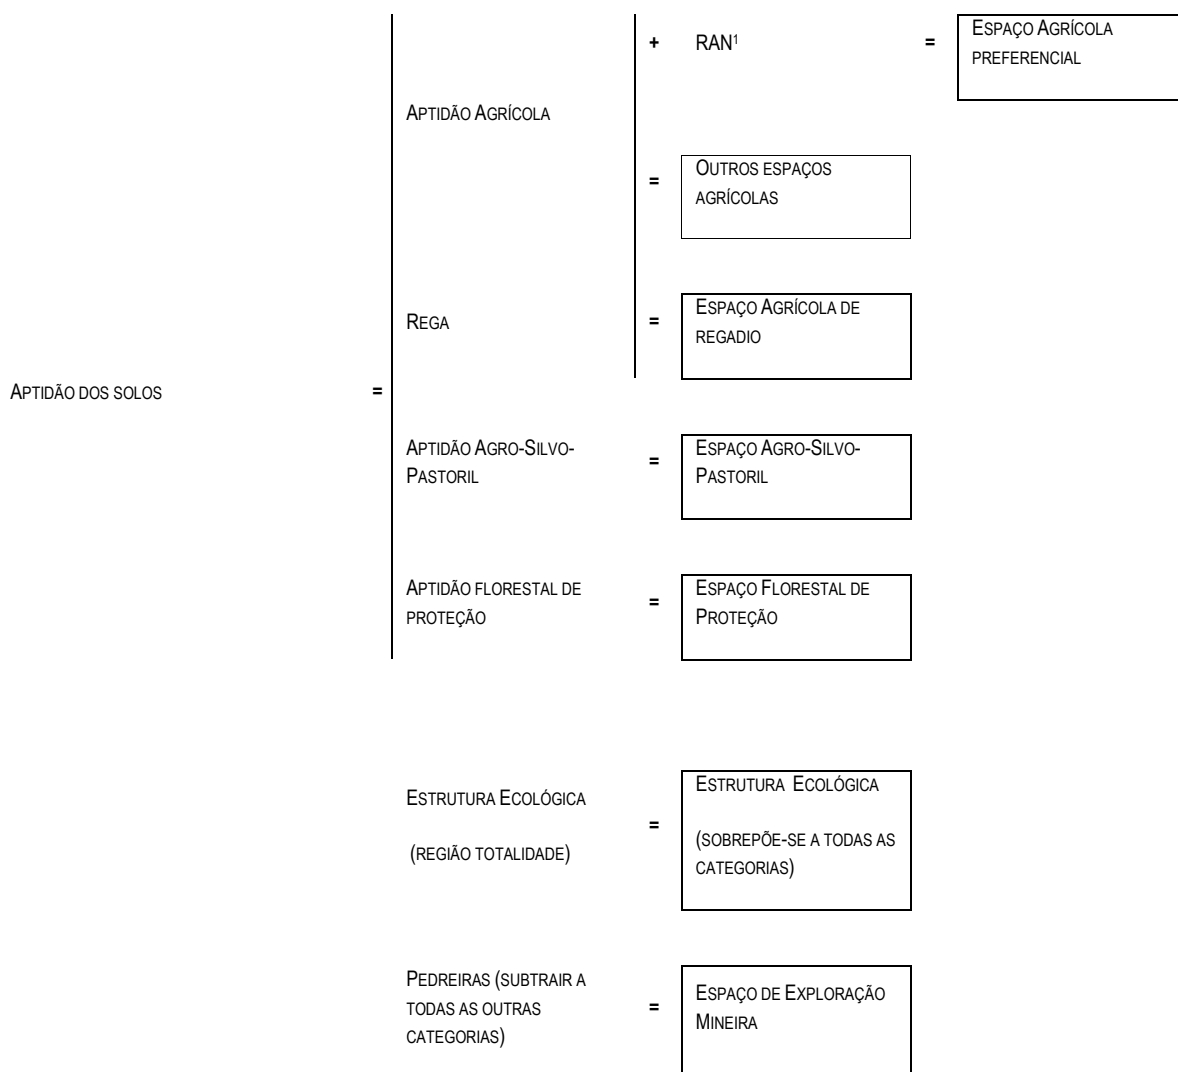 + RAN¹ = ESPAÇO AGRÍCOLA
PREFERENCIAL
APTIDÃO AGRÍCOLA
= OUTROS ESPAÇOS
AGRÍCOLAS
REGA = ESPAÇO AGRÍCOLA DE
REGADIO
APTIDÃO DOS SOLOS =
APTIDÃO AGRO-SILVO-
PASTORIL
= ESPAÇO AGRO-SILVO-
PASTORIL
APTIDÃO FLORESTAL DE
PROTEÇÃO
= ESPAÇO FLORESTAL DE
PROTEÇÃO
ESTRUTURA ECOLÓGICA
(REGIÃO TOTALIDADE)
= ESTRUTURA ECOLÓGICA
(SOBREPÕE-SE A TODAS AS
CATEGORIAS)
PEDREIRAS (SUBTRAIR A
TODAS AS OUTRAS
CATEGORIAS)
= ESPAÇO DE EXPLORAÇÃO
MINEIRA